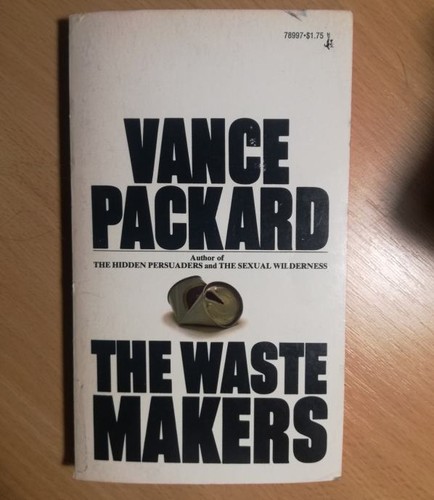 78997•$1.75
VANCE
PACKARD
Author of
THE HIDDEN PERSUADERS and THE SEXUAL WILDERNESS
THE WASTE
MAKERS